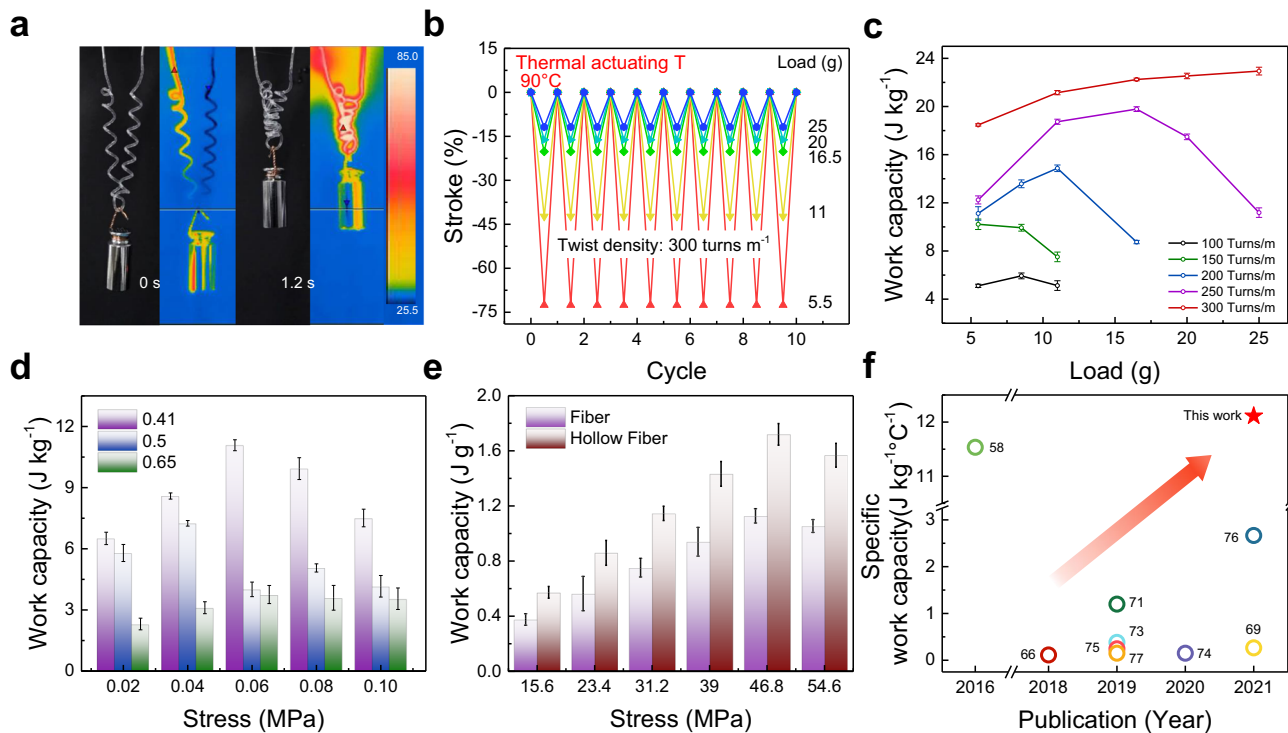 a
85.0
0 s
1.2 s
25.5
b
15
0
-15
-30
-45
-60
-75
Stroke (%)
Thermal actuating T
90°C
Load (g)
25
20
16.5
11
5.5
Twist density: 300 turns m⁻¹
0 2 4 6 8 10
Cycle
c
24
20
16
12
8
4
Work capacity (J kg⁻¹)
100 Turns/m
150 Turns/m
200 Turns/m
250 Turns/m
300 Turns/m
5 10 15 20 25
Load (g)
d
12
9
6
3
0
Work capacity (J kg⁻¹)
0.41
0.5
0.65
0.02 0.04 0.06 0.08 0.10
Stress (MPa)
e
2.0
1.6
1.2
0.8
0.4
0.0
Work capacity (J g⁻¹)
Fiber
Hollow Fiber
15.6 23.4 31.2 39 46.8 54.6
Stress (MPa)
f
12
11
3
2
1
0
Specific
work capacity(J kg⁻¹°C⁻¹)
This work
58
76
71
73
75
77
66
74
69
2016 2018 2019 2020 2021
Publication (Year)